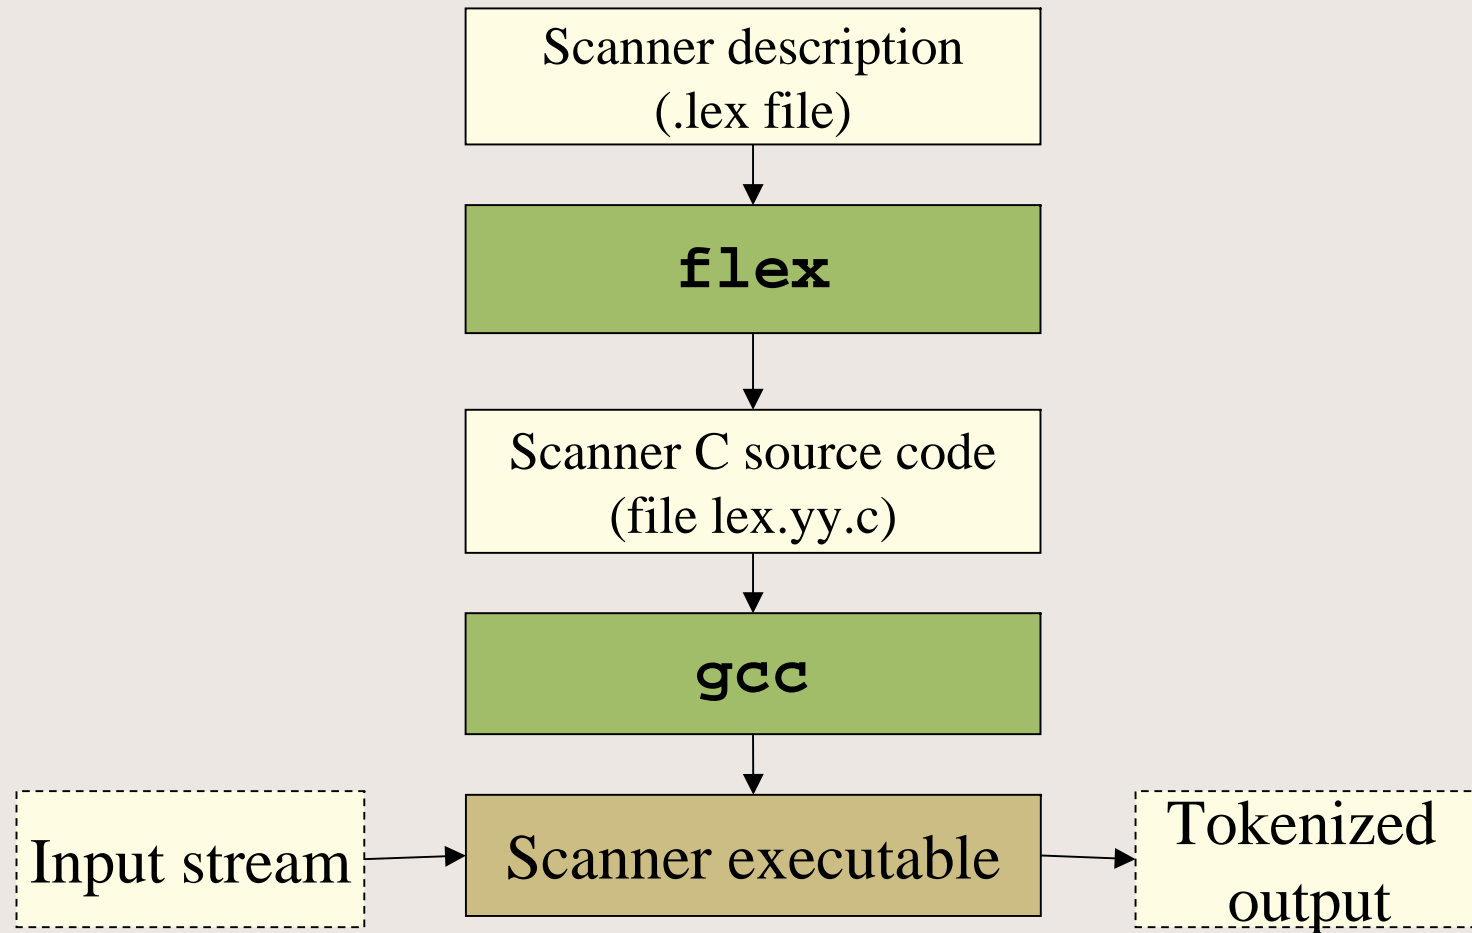 Scanner description
(.lex file)
flex
Scanner C source code
(file lex.yy.c)
gcc
Input stream
Scanner executable
Tokenized
output